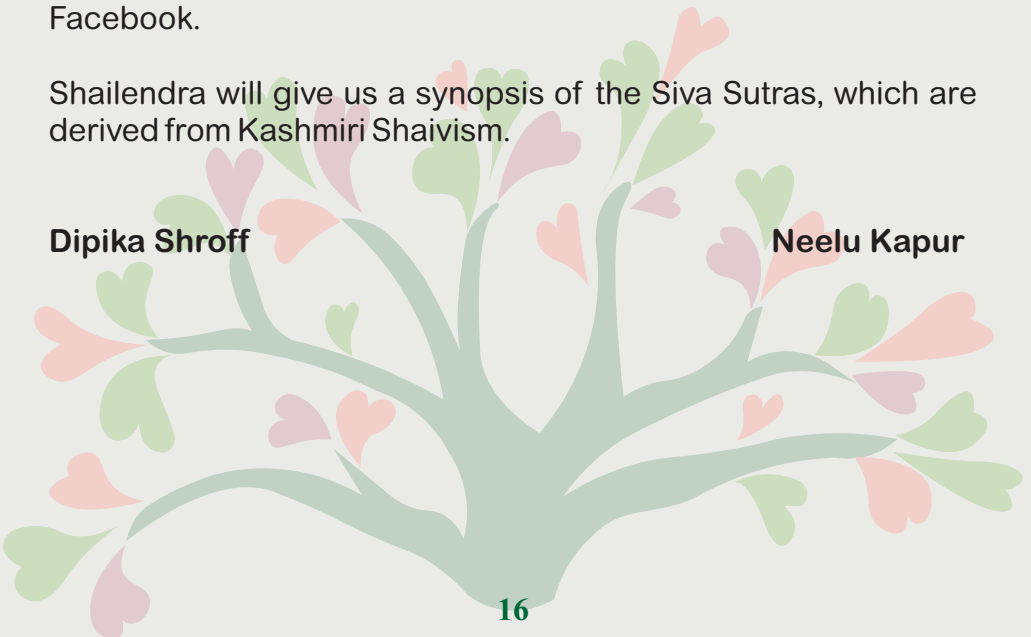 Facebook.
Shailendra will give us a synopsis of the Siva Sutras, which are
derived from Kashmiri Shaivism.
Dipika Shroff Neelu Kapur
16